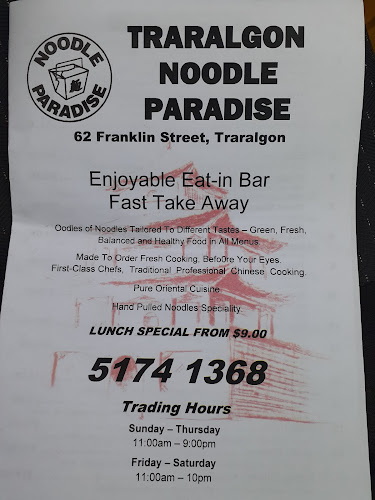 NOODLE
PARADISE
TRARALGON
NOODLE
PARADISE
62 Franklin Street, Traralgon
Enjoyable Eat-in Bar
Fast Take Away
Oodles of Noodles Tailored To Different Tastes – Green, Fresh,
Balanced and Healthy Food in All Menus.
Made To Order Fresh Cooking. Befo0re Your Eyes.
First-Class Chefs, Traditional Professional Chinese Cooking.
Pure Oriental Cuisine
Hand Pulled Noodles Speciality
LUNCH SPECIAL FROM $9.00
5174 1368
Trading Hours
Sunday – Thursday
11:00am – 9:00pm
Friday – Saturday
11:00am – 10pm